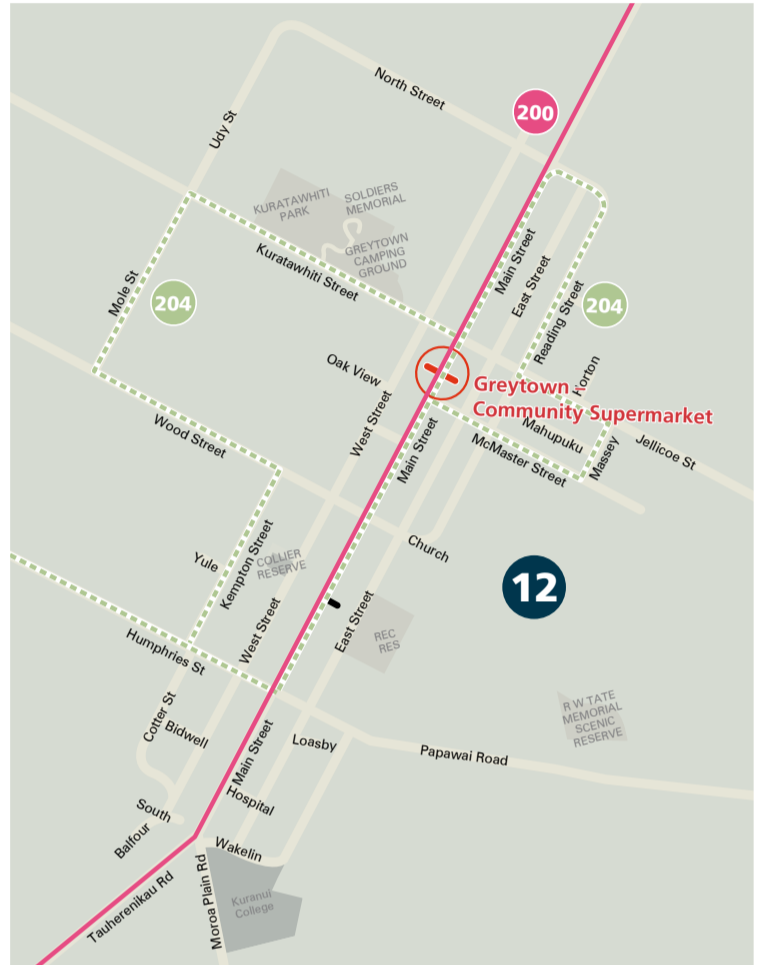 North Street
200
Udy St
KURATAWHITI
PARK
SOLDIERS
MEMORIAL
GREYTOWN
CAMPING
GROUND
Kuratawhiti Street
Main Street
East Street
Mole St
204
Reading Street
204
Oak View
Horton
Greytown
Community Supermarket
West Street
Main Street
Mahupuku
Jellicoe St
Wood Street
McMaster Street
Massey
Church
Yule
Kempton Street
COLLIER
RESERVE
12
West Street
East Street
REC
RES
Humphries St
Cotter St
Bidwell
Main Street
Loasby
Papawai Road
R W TATE
MEMORIAL
SCENIC
RESERVE
Hospital
South
Balfour
Wakelin
Tauherenikau Rd
Moroa Plain Rd
Kuranui
College